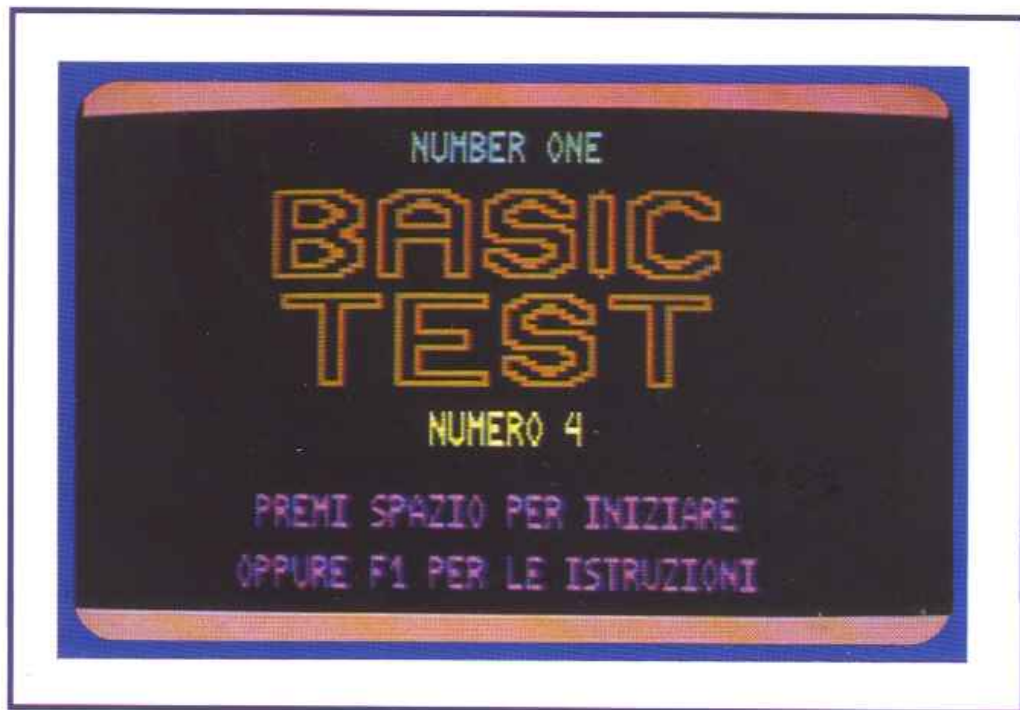 NUMBER ONE
BASIC
TEST
NUMERO 4
PREMI SPAZIO PER INIZIARE
OPPURE F1 PER LE ISTRUZIONI